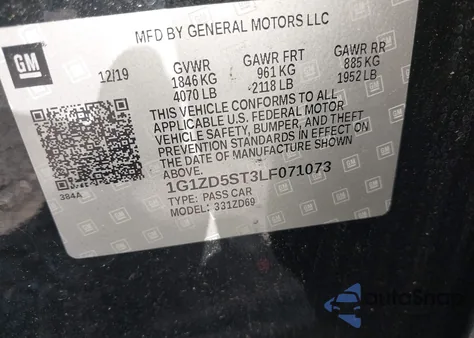 MFD BY GENERAL MOTORS LLC
GM
12/19
GVWR
GAWR FRT
GAWR RR
1846 KG
961 KG
885 KG
4070 LB
2118 LB
1952 LB
THIS VEHICLE CONFORMS TO ALL
APPLICABLE U.S. FEDERAL MOTOR
VEHICLE SAFETY, BUMPER, AND THEFT
PREVENTION STANDARDS IN EFFECT
ON THE DATE OF MANUFACTURE SHOWN
ABOVE.
1G1ZD5ST3LF071073
TYPE: PASS CAR
MODEL: 331ZD69
384A
autoSnap